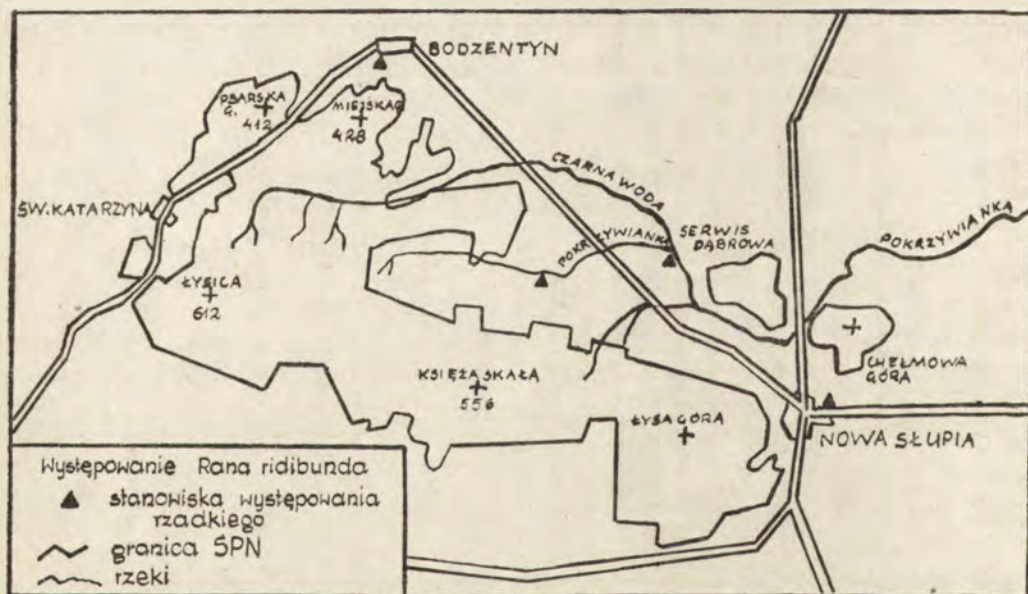 BODZENTYN
PSARSKA
G.
412
MIEJSKA G.
428
CZARNA WODA
ŚW. KATARZYNA
SERWIS
DĄBROWA
POKRZYWIANKA
POKRZYWIANKA
ŁYSICA
612
CHEŁMOWA
GÓRA
KSIĘŻA SKAŁA
556
ŁYSA GÓRA
NOWA SŁUPIA
Występowanie Rana ridibunda
stanowiska występowania
rzadkiego
granica ŚPN
rzeki